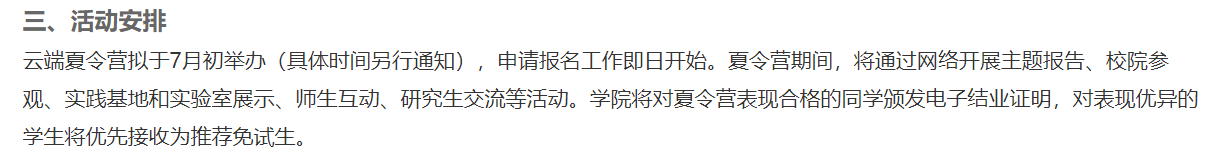 三、活动安排
云端夏令营拟于7月初举办（具体时间另行通知），申请报名工作即日开始。夏令营期间，将通过网络开展主题报告、校院参
观、实践基地和实验室展示、师生互动、研究生交流等活动。学院将对夏令营表现合格的同学颁发电子结业证明，对表现优异的
学生将优先接收为推荐免试生。